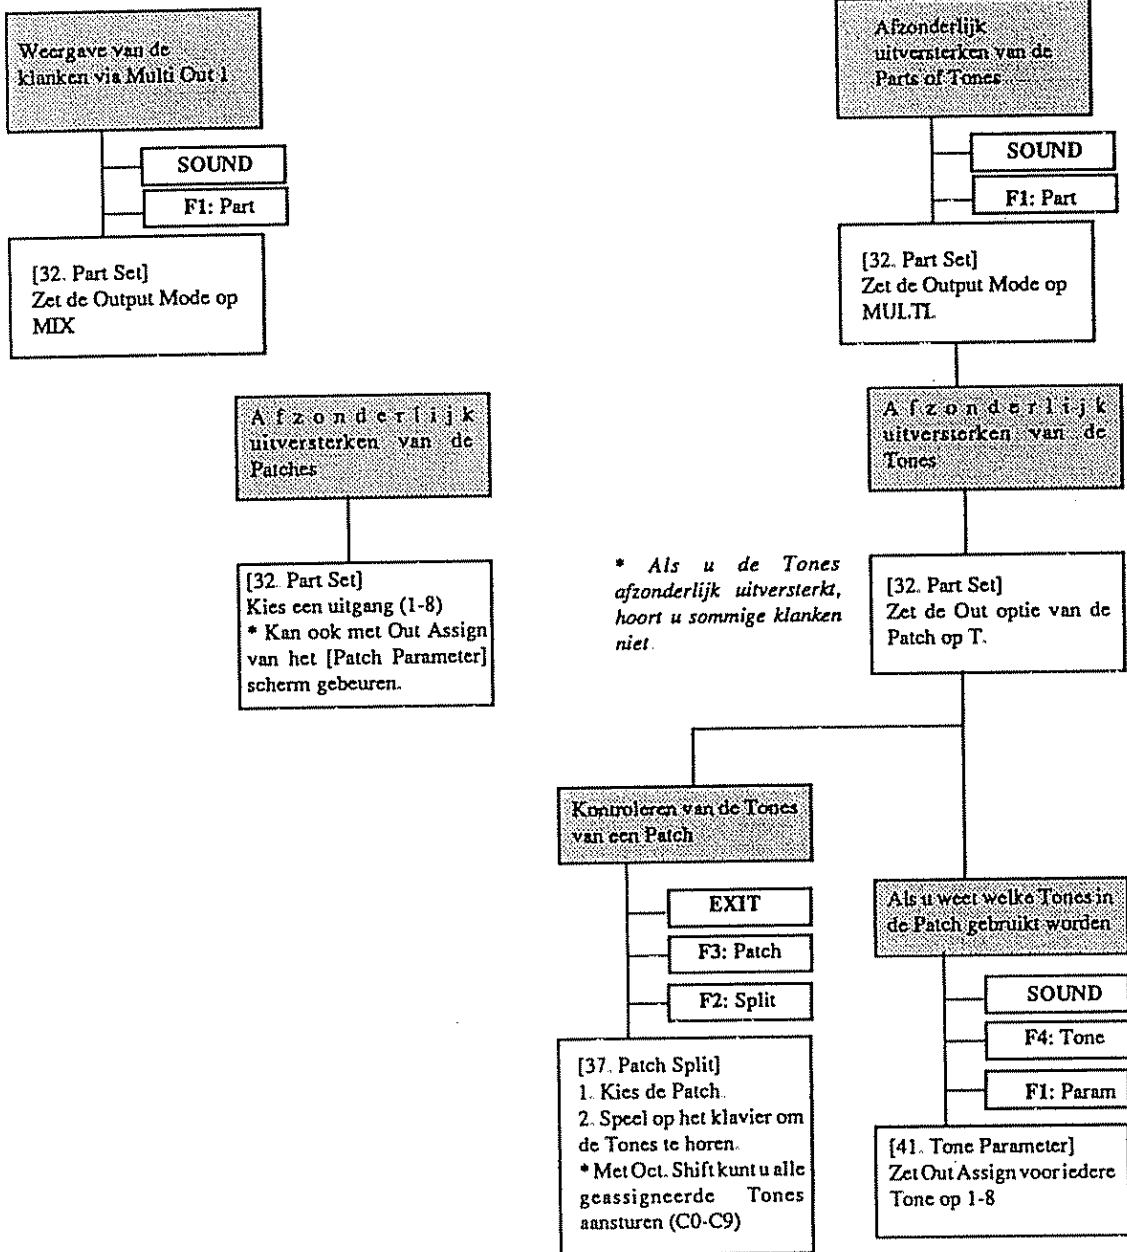 Weergave van de
klanken via Multi Out 1
SOUND
F1: Part
[32. Part Set]
Zet de Output Mode op
MIX
Afzonderlijk
uitversterken van de
Patches
[32. Part Set]
Kies een uitgang (1-8)
* Kan ook met Out Assign
van het [Patch Parameter]
scherm gebeuren.
Afzonderlijk
uitversterken van de
Parts of Tones
SOUND
F1: Part
[32. Part Set]
Zet de Output Mode op
MULTI.
Afzonderlijk
uitversterken van de
Tones
* Als u de Tones
afzonderlijk uitversterkt,
hoort u sommige klanken
niet.
[32. Part Set]
Zet de Out optie van de
Patch op T.
Kontroleren van de Tones
van een Patch
EXIT
F3: Patch
F2: Split
[37. Patch Split]
1. Kies de Patch.
2. Speel op het klavier om
de Tones te horen.
* Met Oct. Shift kunt u alle
geassigneerde Tones
aansturen (C0-C9)
Als u weet welke Tones in
de Patch gebruikt worden
SOUND
F4: Tone
F1: Param
[41. Tone Parameter]
Zet Out Assign voor iedere
Tone op 1-8